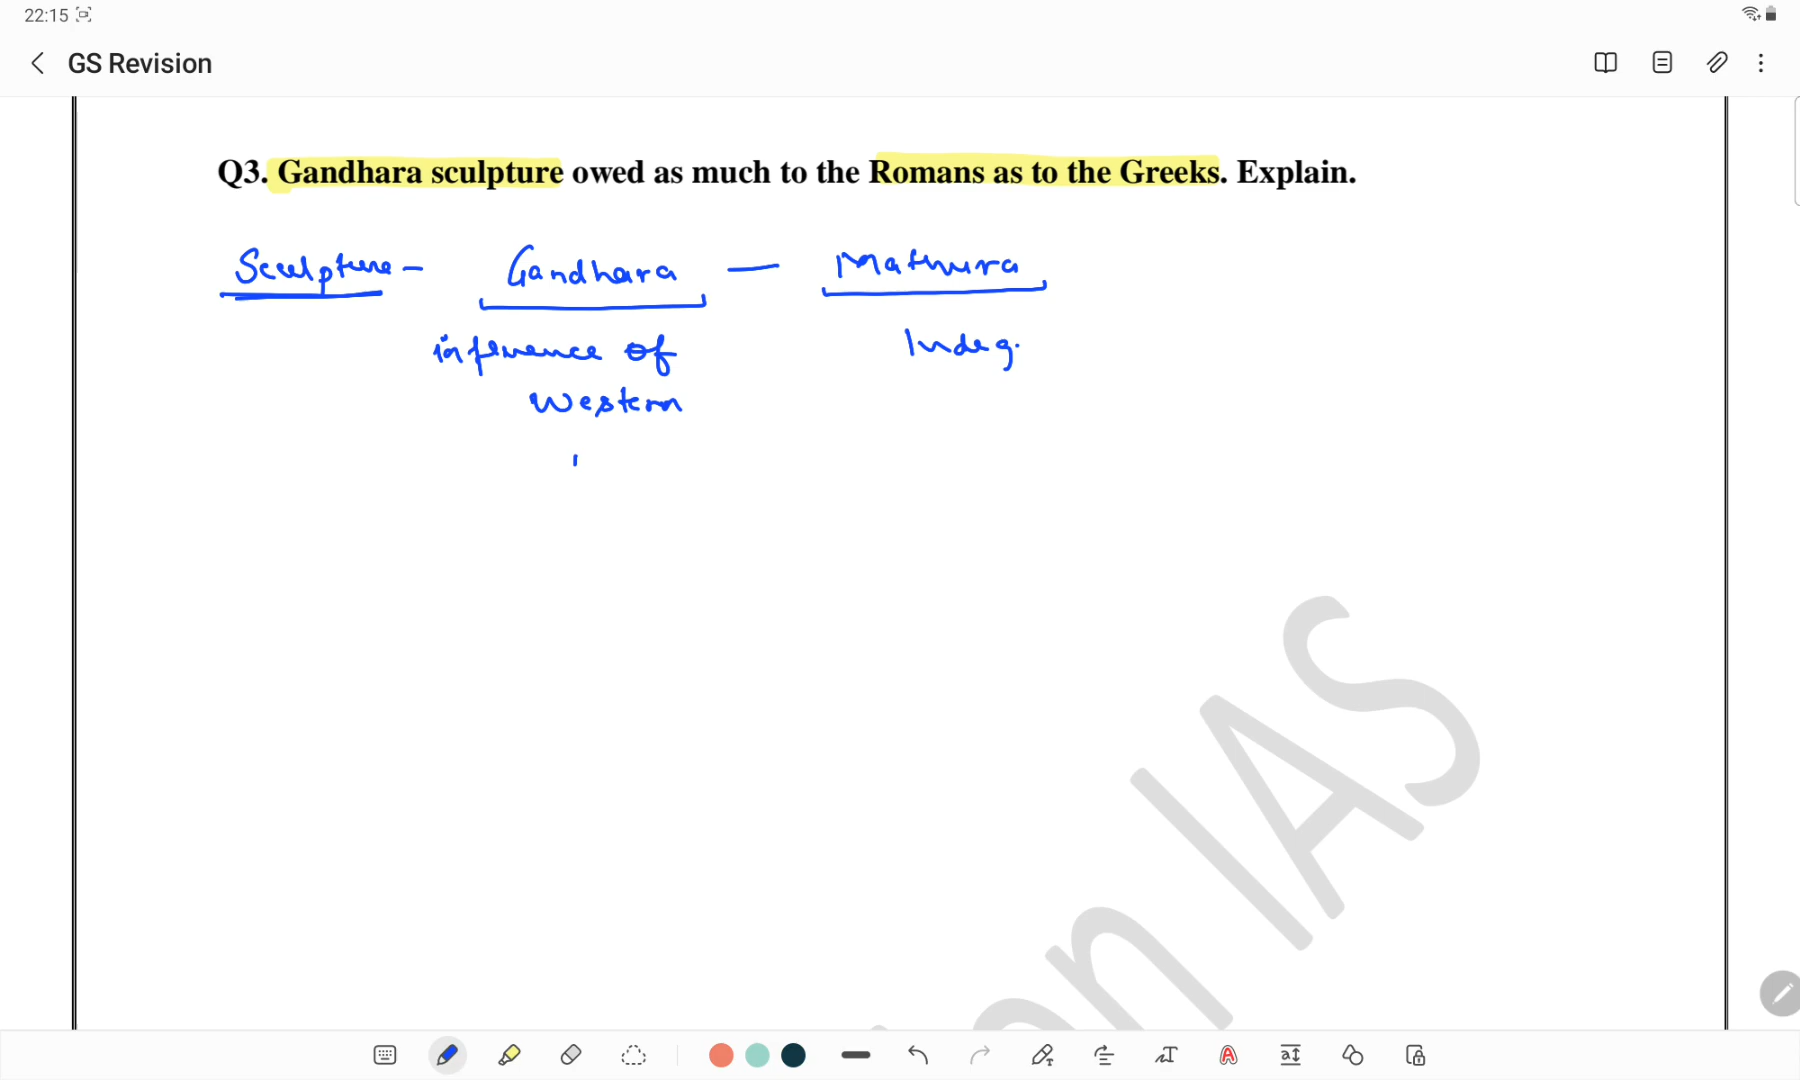 22:15
GS Revision
Q3. Gandhara sculpture owed as much to the Romans as to the Greeks. Explain.
Sculpture - Gandhara — Mathura
influence of Indeg.
Western
IAS